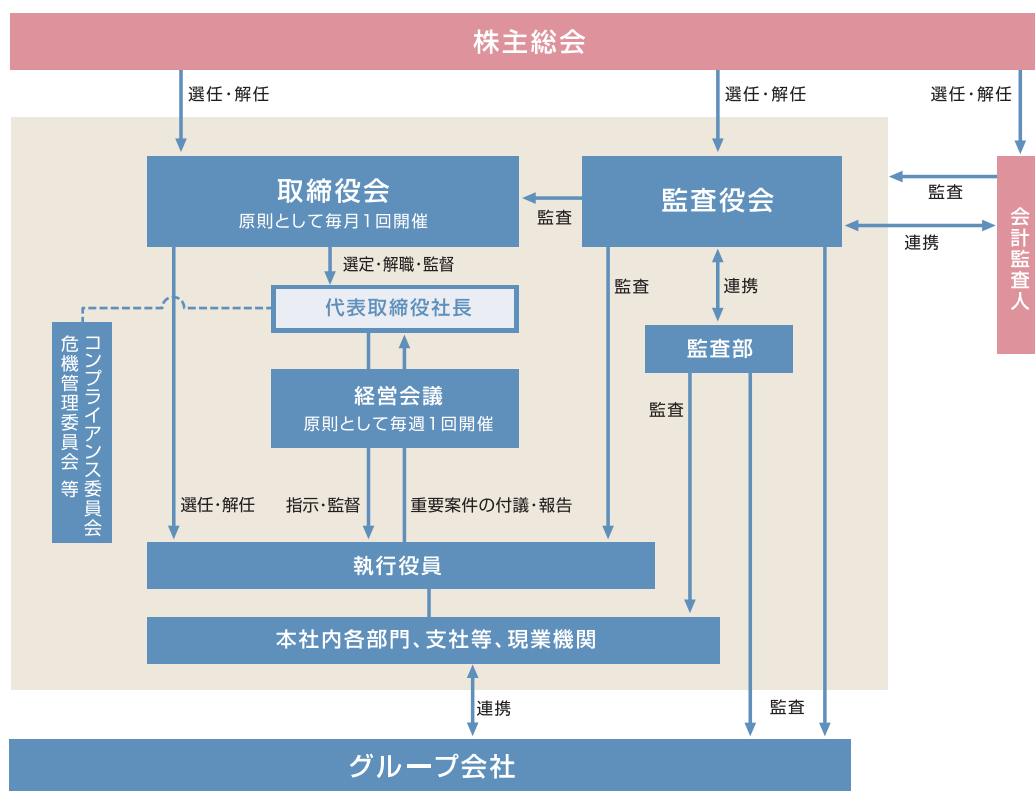 株主総会
選任・解任
選任・解任
選任・解任
取締役会
原則として毎月1回開催
監査
監査役会
監査
連携
会計監査人
選定・解職・監督
代表取締役社長
監査
連携
監査部
コンプライアンス委員会
危機管理委員会 等
経営会議
原則として毎週1回開催
監査
選任・解任
指示・監督
重要案件の付議・報告
執行役員
本社内各部門、支社等、現業機関
連携
監査
グループ会社